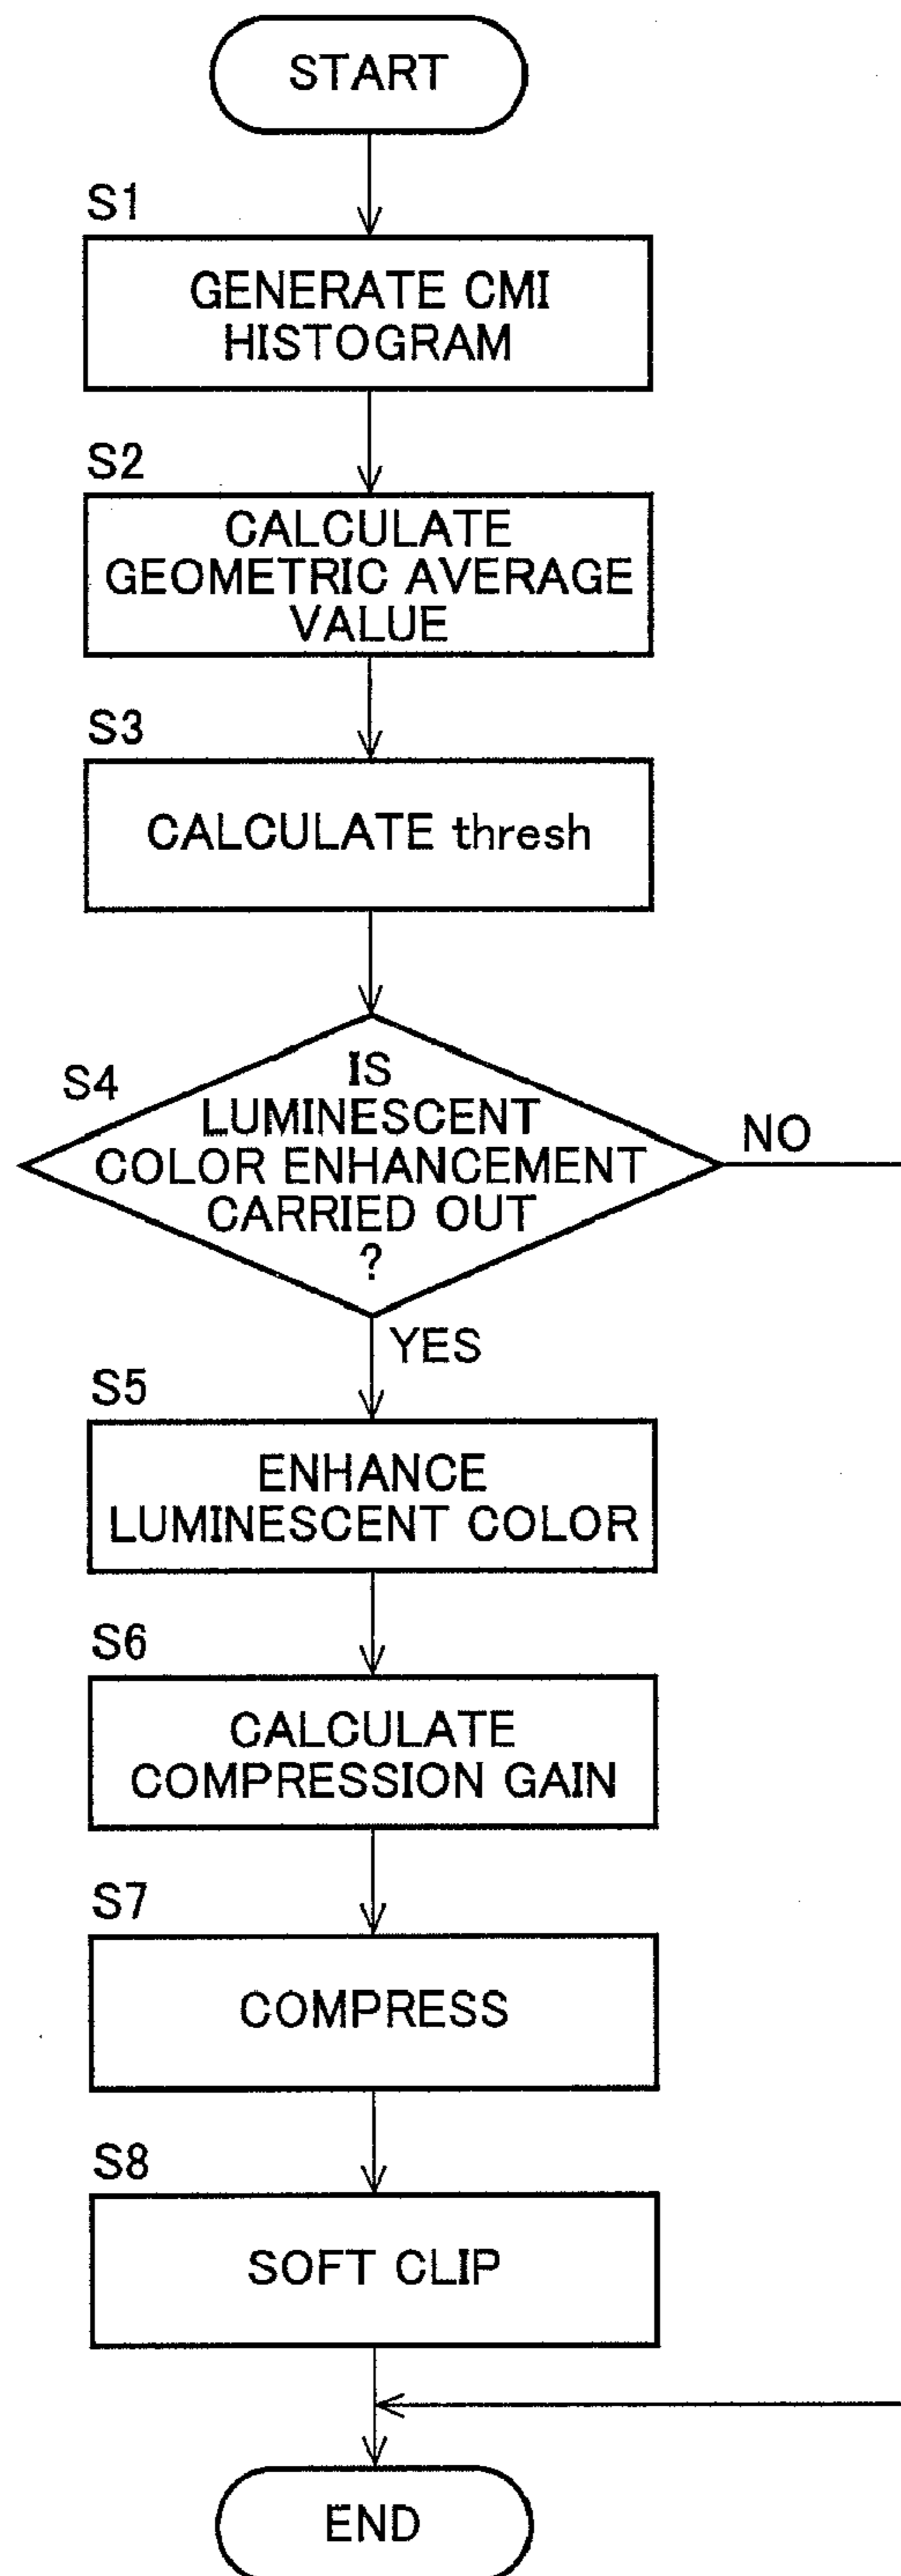 START
S1
GENERATE CMI
HISTOGRAM
S2
CALCULATE
GEOMETRIC AVERAGE
VALUE
S3
CALCULATE thresh
S4
IS
LUMINESCENT
COLOR ENHANCEMENT
CARRIED OUT
?
NO
YES
S5
ENHANCE
LUMINESCENT COLOR
S6
CALCULATE
COMPRESSION GAIN
S7
COMPRESS
S8
SOFT CLIP
END